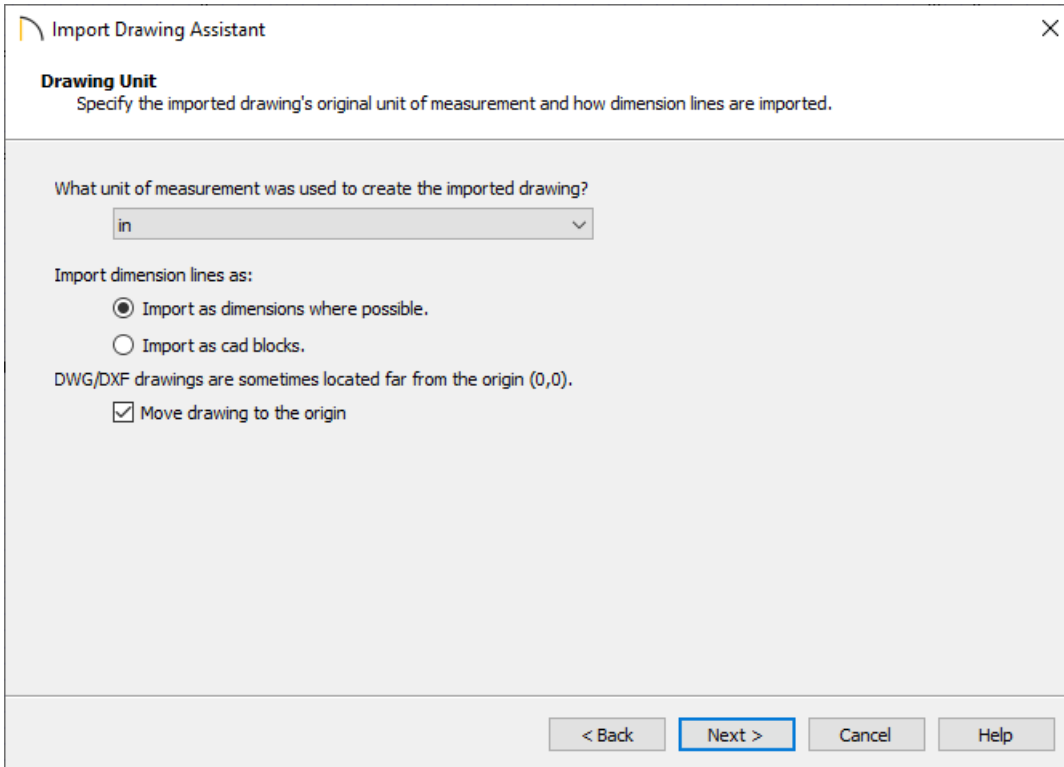 Import Drawing Assistant
Drawing Unit
Specify the imported drawing's original unit of measurement and how dimension lines are imported.
What unit of measurement was used to create the imported drawing?
in
Import dimension lines as:
Import as dimensions where possible.
Import as cad blocks.
DWG/DXF drawings are sometimes located far from the origin (0,0).
Move drawing to the origin
< Back Next > Cancel Help